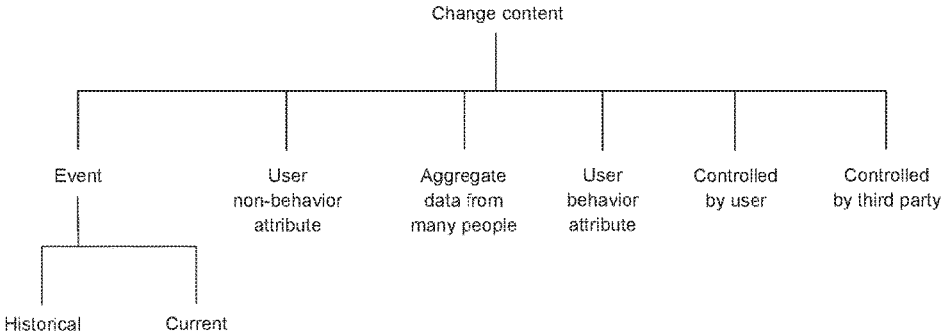 Change content
Event
User
non-behavior
attribute
Aggregate
data from
many people
User
behavior
attribute
Controlled
by user
Controlled
by third party
Historical
Current